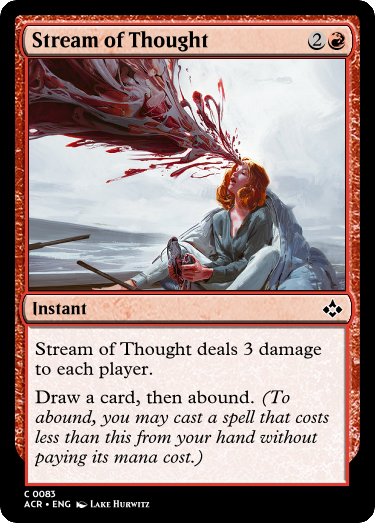 Stream of Thought 2
Instant
Stream of Thought deals 3 damage
to each player.
Draw a card, then abound. (To
abound, you may cast a spell that costs
less than this from your hand without
paying its mana cost.)
C 0083
ACR • ENG Lake Hurwitz